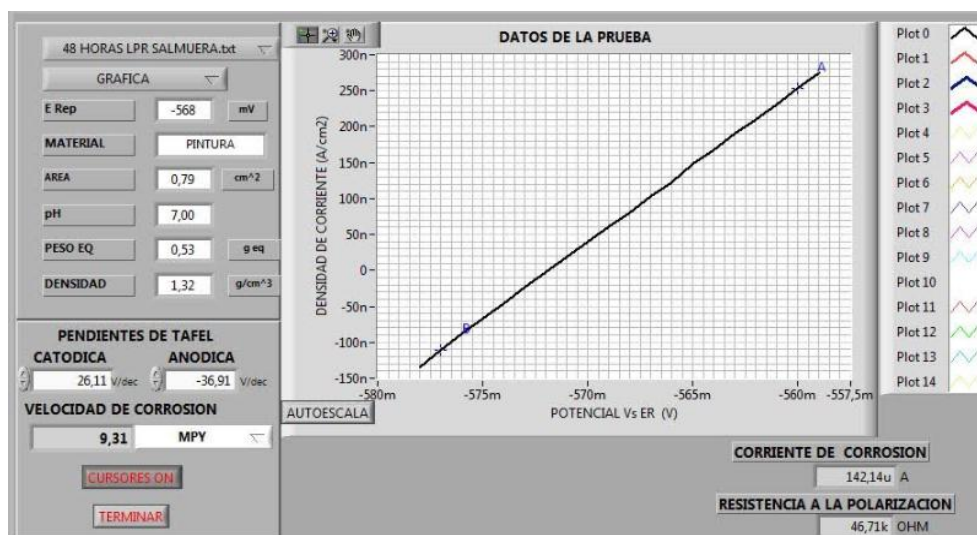 48 HORAS LPR SALMUERA.txt
GRAFICA
E Rep -568 mV
MATERIAL PINTURA
AREA 0,79 cm^2
pH 7,00
PESO EQ 0,53 g eq
DENSIDAD 1,32 g/cm^3
PENDIENTES DE TAFEL
CATODICA ANODICA
26,11 V/dec -36,91 V/dec
VELOCIDAD DE CORROSION
9,31 MPY
CURSORES ON
TERMINAR
DATOS DE LA PRUEBA
DENSIDAD DE CORRIENTE (A/cm2)
300n
250n
200n
150n
100n
50n
0
-50n
-100n
-150n
A
B
-580m -575m -570m -565m -560m -557,5m
POTENCIAL Vs ER (V)
AUTOESCALA
Plot 0
Plot 1
Plot 2
Plot 3
Plot 4
Plot 5
Plot 6
Plot 7
Plot 8
Plot 9
Plot 10
Plot 11
Plot 12
Plot 13
Plot 14
CORRIENTE DE CORROSION
142,14u A
RESISTENCIA A LA POLARIZACION
46,71k OHM